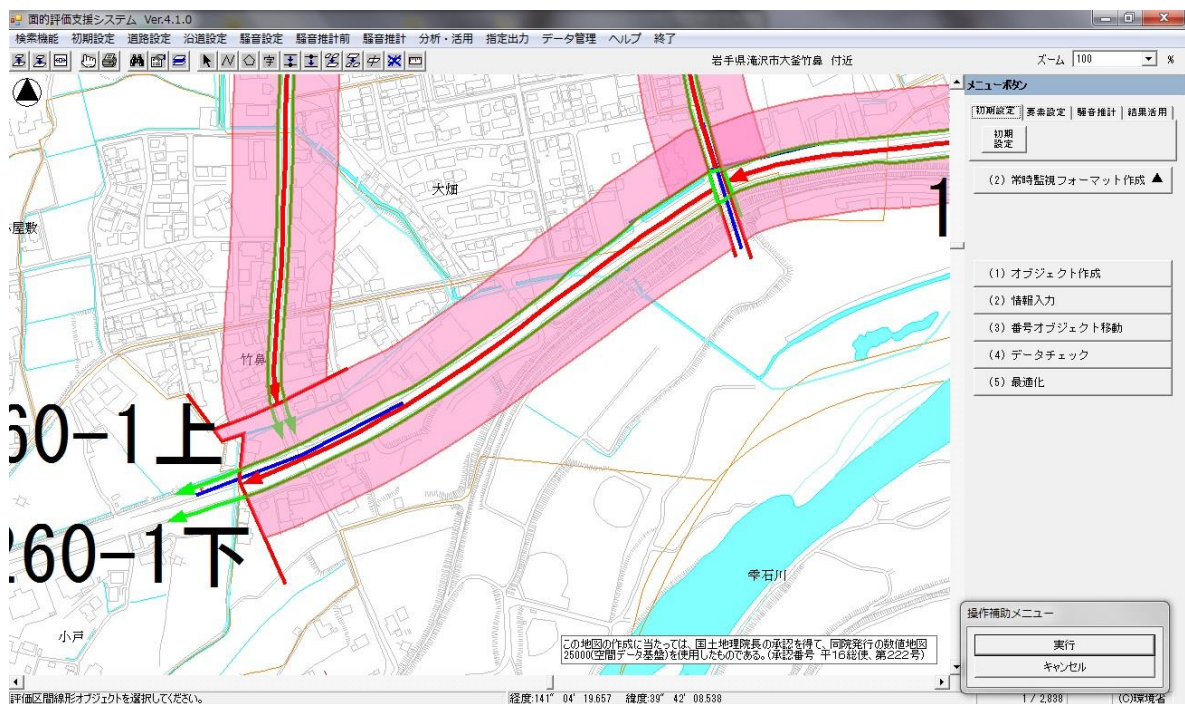 面的評価支援システム Ver.4.1.0
検索機能 初期設定 道路設定 沿道設定 騒音設定 騒音推計前 騒音推計 分析・活用 指定出力 データ管理 ヘルプ 終了
字
岩手県滝沢市大釜竹鼻 付近
ズーム 100 %
メニューボタン
初期設定 要素設定 騒音推計 結果活用
初期
設定
(2) 常時監視フォーマット作成 ▲
(1) オブジェクト作成
(2) 情報入力
(3) 番号オブジェクト移動
(4) データチェック
(5) 最適化
大畑
屋敷
1
竹鼻
60-1上
260-1下
雫石川
小戸
この地図の作成に当たっては、国土地理院長の承認を得て、同院発行の数値地図
25000(空間データ基盤)を使用したものである。(承認番号 平16総使、第222号)
操作補助メニュー
実行
キャンセル
評価区間線形オブジェクトを選択してください。
経度:141° 04' 19.657 緯度:39° 42' 08.538
1 / 2,838
(C)環境省